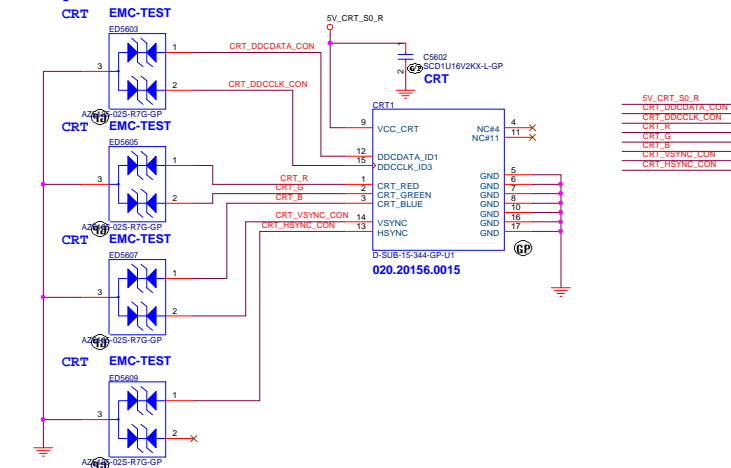 CRT EMC-TEST
ED5603
1
2
3
-02S-R7G-GP
CRT_DDCDATA_CON
CRT_DDCCLK_CON
5V_CRT_S0_R
1
2
C5602
SCD1U16V2KX-L-GP
CRT
CRT EMC-TEST
ED5605
1
2
3
-02S-R7G-GP
CRT_R
CRT_G
CRT_B
CRT_VSYNC_CON
CRT_HSYNC_CON
CRT1
9 VCC_CRT
12 DDCDATA_ID1
15 DDCCLK_ID3
1 CRT_RED
2 CRT_GREEN
3 CRT_BLUE
14 VSYNC
13 HSYNC
NC#4 4
NC#11 11
GND 5
GND 6
GND 7
GND 8
GND 10
GND 16
GND 17
D-SUB-15-344-GP-U1
020.20156.0015
GP
5V_CRT_S0_R
CRT_DDCDATA_CON
CRT_DDCCLK_CON
CRT_R
CRT_G
CRT_B
CRT_VSYNC_CON
CRT_HSYNC_CON
CRT EMC-TEST
ED5607
1
2
3
-02S-R7G-GP
CRT EMC-TEST
ED5609
1
2
3
-02S-R7G-GP